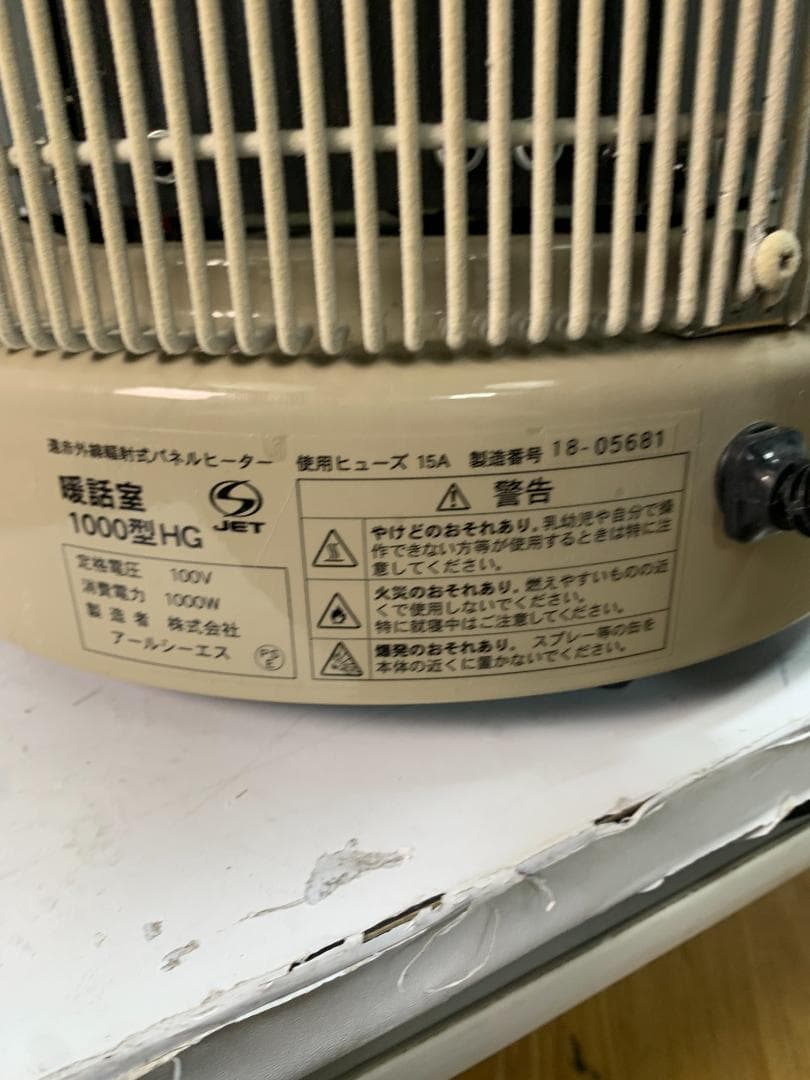 遠赤外線輻射式パネルヒーター
暖話室
1000型HG
JET
定格電圧 100V
消費電力 1000W
製造者 株式会社
アールシーエス
PS
E
使用ヒューズ 15A 製造番号 18-05681
警告
やけどのおそれあり。乳幼児や自分で操
作できない方等が使用するときは特に注
意してください。
火災のおそれあり。燃えやすいものの近
くで使用しないでください。
特に就寝中はご注意してください。
爆発のおそれあり。 スプレー等の缶を
本体の近くに置かないでください。